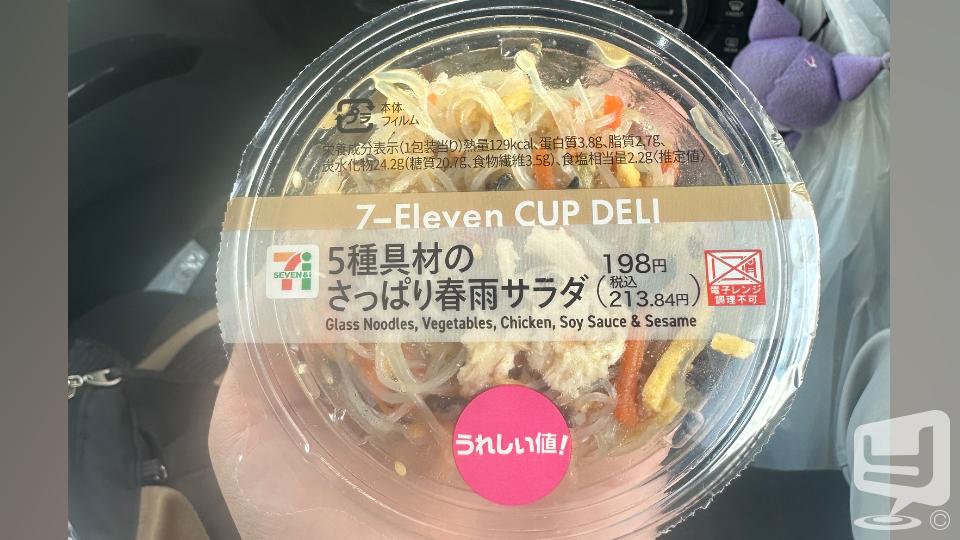 プラ
本体
フィルム
栄養成分表示(1包装当り)熱量129kcal、蛋白質3.8g、脂質2.7g、
炭水化物24.2g(糖質20.7g、食物繊維3.5g)、食塩相当量2.2g〈推定値〉
7-Eleven CUP DELI
7i
SEVEN&i
5種具材の
さっぱり春雨サラダ
198円
(税込
213.84円)
電子レンジ
調理不可
Glass Noodles, Vegetables, Chicken, Soy Sauce & Sesame
うれしい値!
y
©